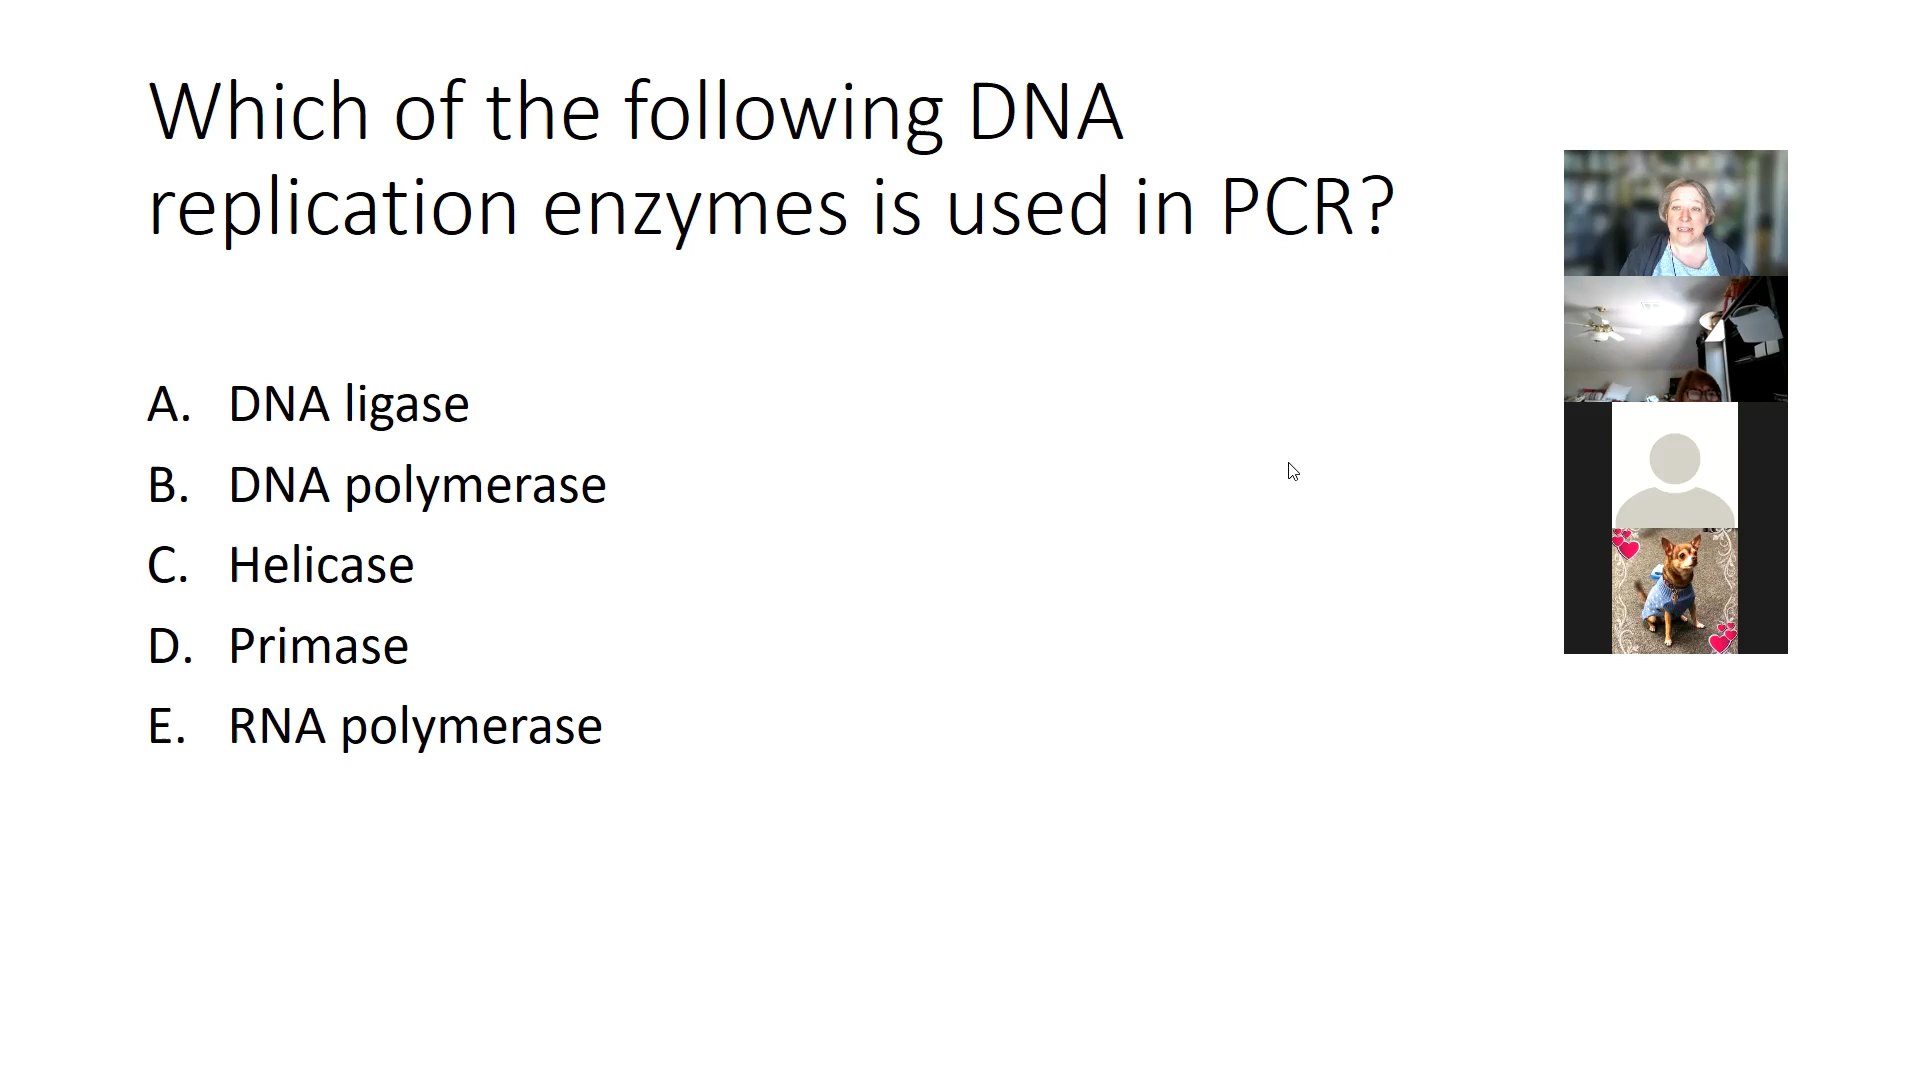 Which of the following DNA
replication enzymes is used in PCR?
A. DNA ligase
B. DNA polymerase
C. Helicase
D. Primase
E. RNA polymerase